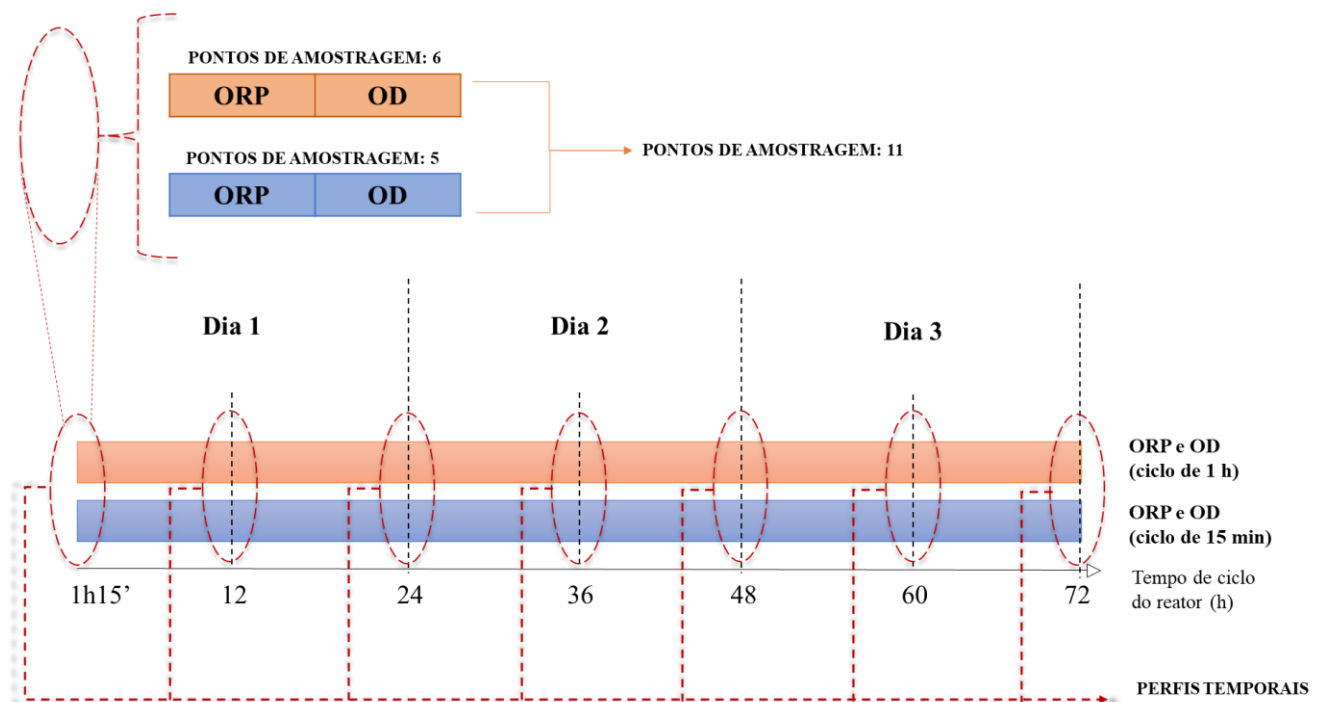 PONTOS DE AMOSTRAGEM: 6
ORP OD
PONTOS DE AMOSTRAGEM: 11
PONTOS DE AMOSTRAGEM: 5
ORP OD
Dia 1 Dia 2 Dia 3
ORP e OD
(ciclo de 1 h)
ORP e OD
(ciclo de 15 min)
1h15’ 12 24 36 48 60 72
Tempo de ciclo
do reator (h)
PERFIS TEMPORAIS